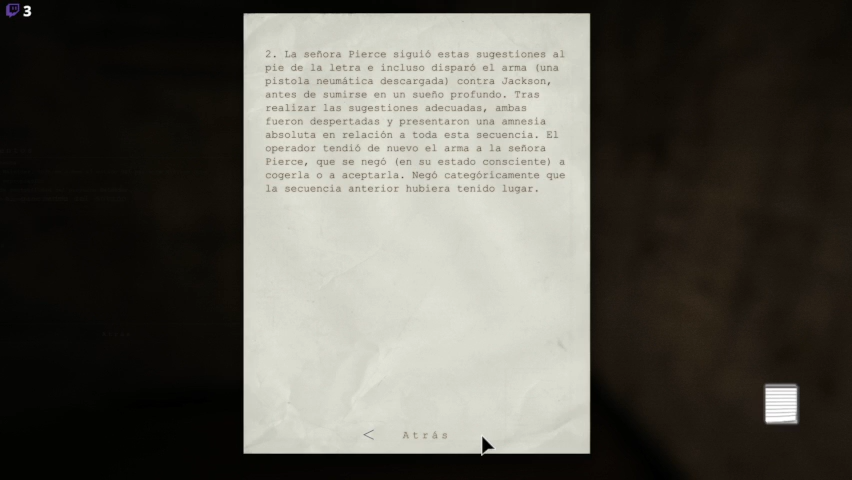 3
2. La señora Pierce siguió estas sugestiones al
pie de la letra e incluso disparó el arma (una
pistola neumática descargada) contra Jackson,
antes de sumirse en un sueño profundo. Tras
realizar las sugestiones adecuadas, ambas
fueron despertadas y presentaron una amnesia
absoluta en relación a toda esta secuencia. El
operador tendió de nuevo el arma a la señora
Pierce, que se negó (en su estado consciente) a
cogerla o a aceptarla. Negó categóricamente que
la secuencia anterior hubiera tenido lugar.
< Atrás